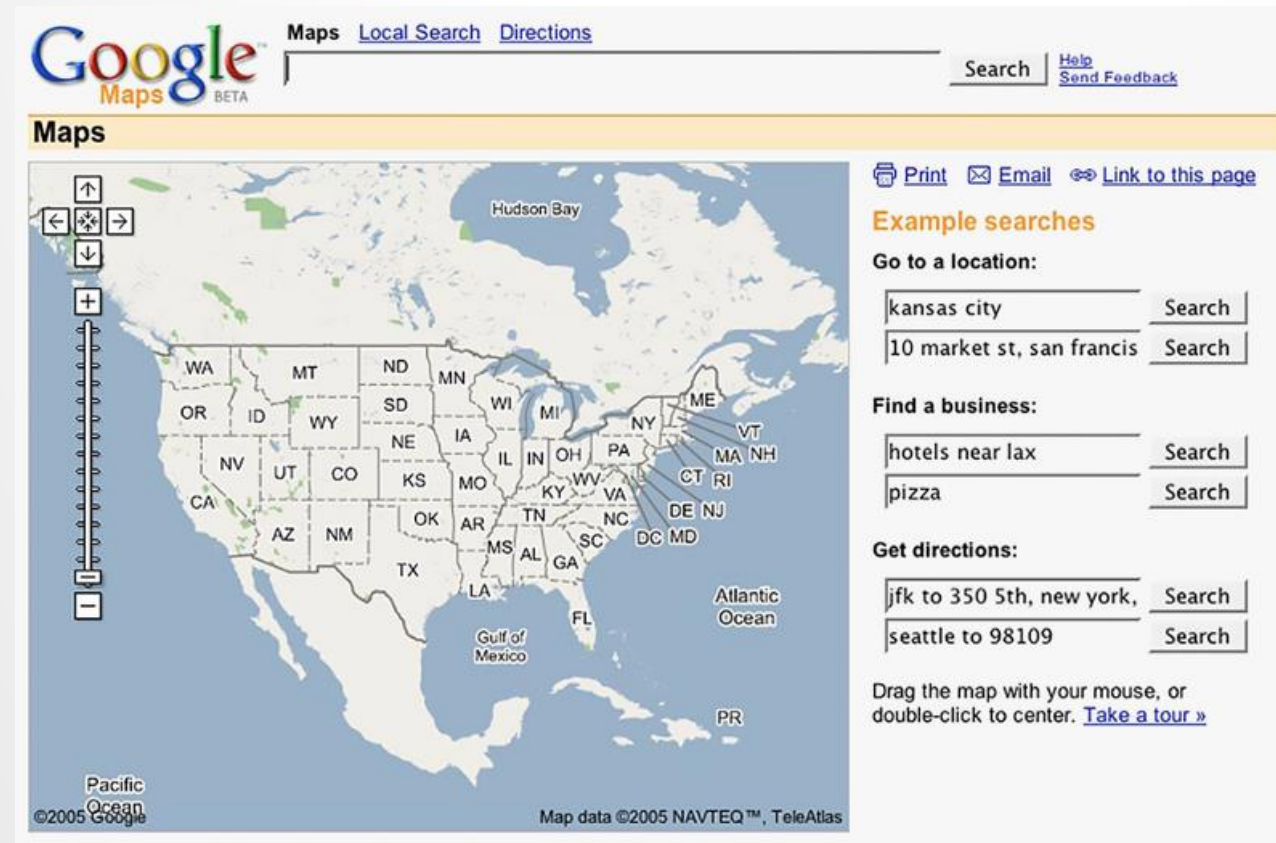 Google™
Maps BETA
Maps Local Search Directions
Search
Help
Send Feedback
Maps
Print Email Link to this page
Example searches
Go to a location:
kansas city Search
10 market st, san francis Search
Find a business:
hotels near lax Search
pizza Search
Get directions:
jfk to 350 5th, new york, Search
seattle to 98109 Search
Drag the map with your mouse, or
double-click to center. Take a tour »
Hudson Bay
WA MT ND MN
OR ID WY SD WI MI NY ME
VT
NE IA IL IN OH PA MA NH
NV UT CO KS MO WV CT RI
CA KY VA
AZ NM OK AR TN NC DE NJ
MS AL GA SC DC MD
TX LA FL
Gulf of
Mexico
Atlantic
Ocean
PR
Pacific
Ocean
©2005 Google
Map data ©2005 NAVTEQ™, TeleAtlas